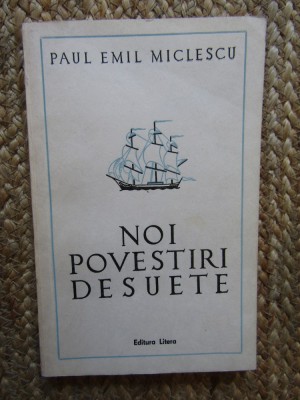 PAUL EMIL MICLESCU
NOI
POVESTIRI
DESUETE
Editura Litera